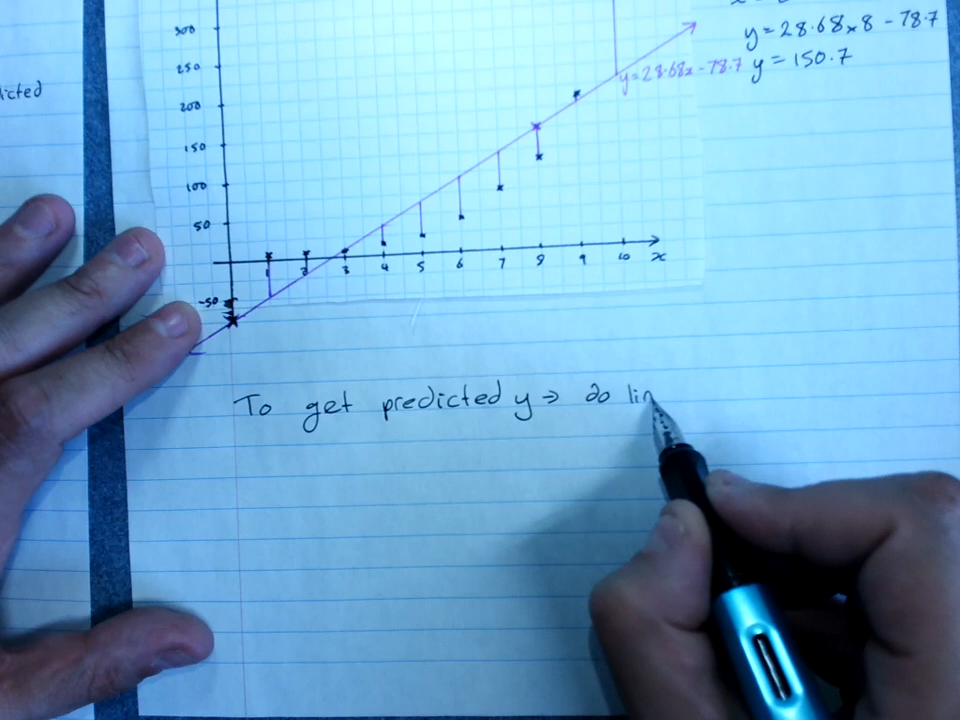 icted
y = 28.68 x 8 - 78.7
y = 150.7
y = 28.68x - 78.7
300
250
200
150
100
50
-50
1 2 3 4 5 6 7 8 9 10 x
To get predicted y → do lin